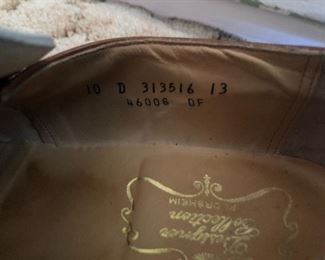 10 D 313516 13
46006 DF
FLORSHEIM
Designer
Collection